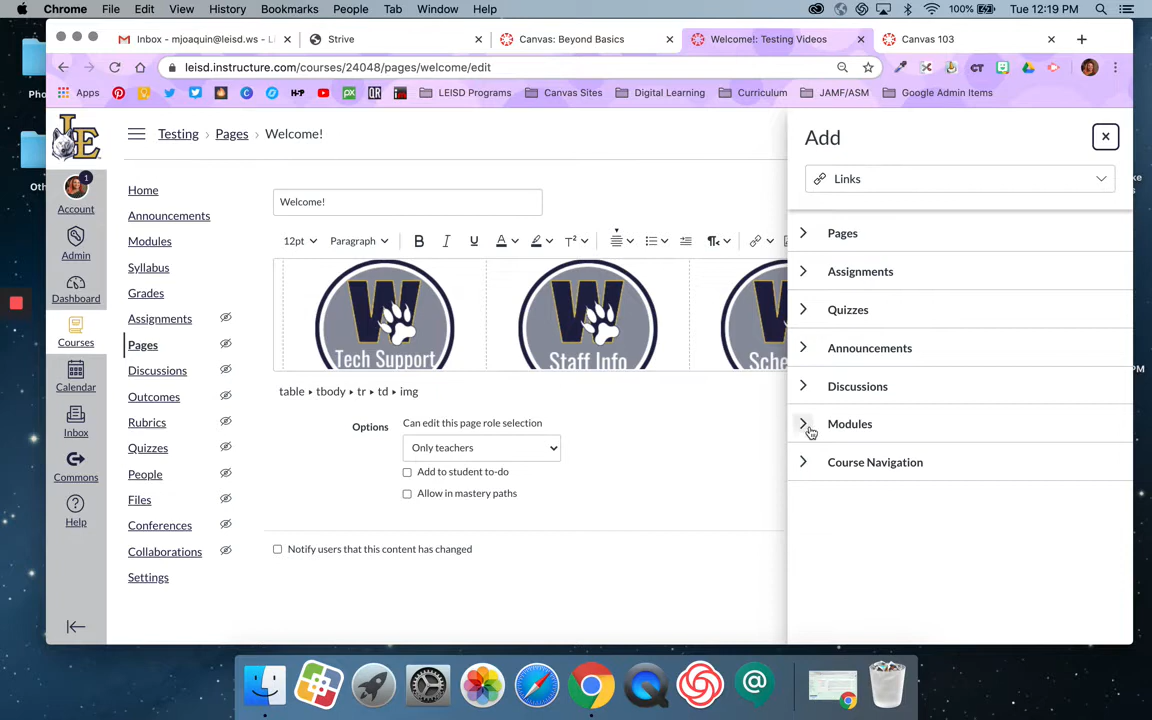 Chrome File Edit View History Bookmarks People Tab Window Help 100% Tue 12:19 PM
Inbox - mjoaquin@leisd.ws - L
Strive
Canvas: Beyond Basics
Welcome!: Testing Videos
Canvas 103
leisd.instructure.com/courses/24048/pages/welcome/edit
Apps LEISD Programs Canvas Sites Digital Learning Curriculum JAMF/ASM Google Admin Items
Pho
Oth
LE
1
Account
Admin
Dashboard
Courses
Calendar
Inbox
Commons
Help
Testing › Pages › Welcome!
Home
Announcements
Modules
Syllabus
Grades
Assignments
Pages
Discussions
Outcomes
Rubrics
Quizzes
People
Files
Conferences
Collaborations
Settings
Welcome!
12pt Paragraph B I U A T²
W W
Tech Support Staff Info Sche
table ▸ tbody ▸ tr ▸ td ▸ img
Options
Can edit this page role selection
Only teachers
Add to student to-do
Allow in mastery paths
Notify users that this content has changed
Add
Links
Pages
Assignments
Quizzes
Announcements
Discussions
Modules
Course Navigation